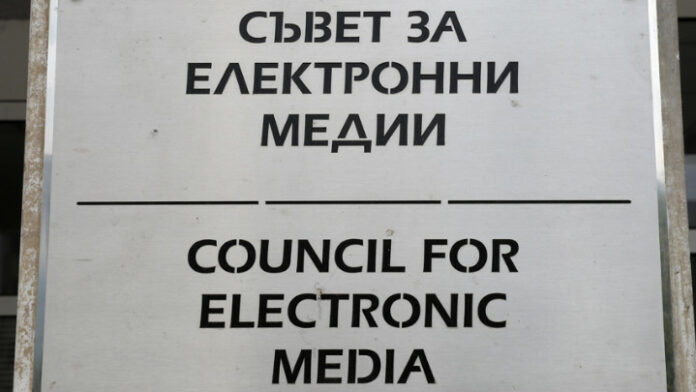 СЪВЕТ ЗА
ЕЛЕКТРОННИ
МЕДИИ
COUNCIL FOR
ELECTRONIC
MEDIA